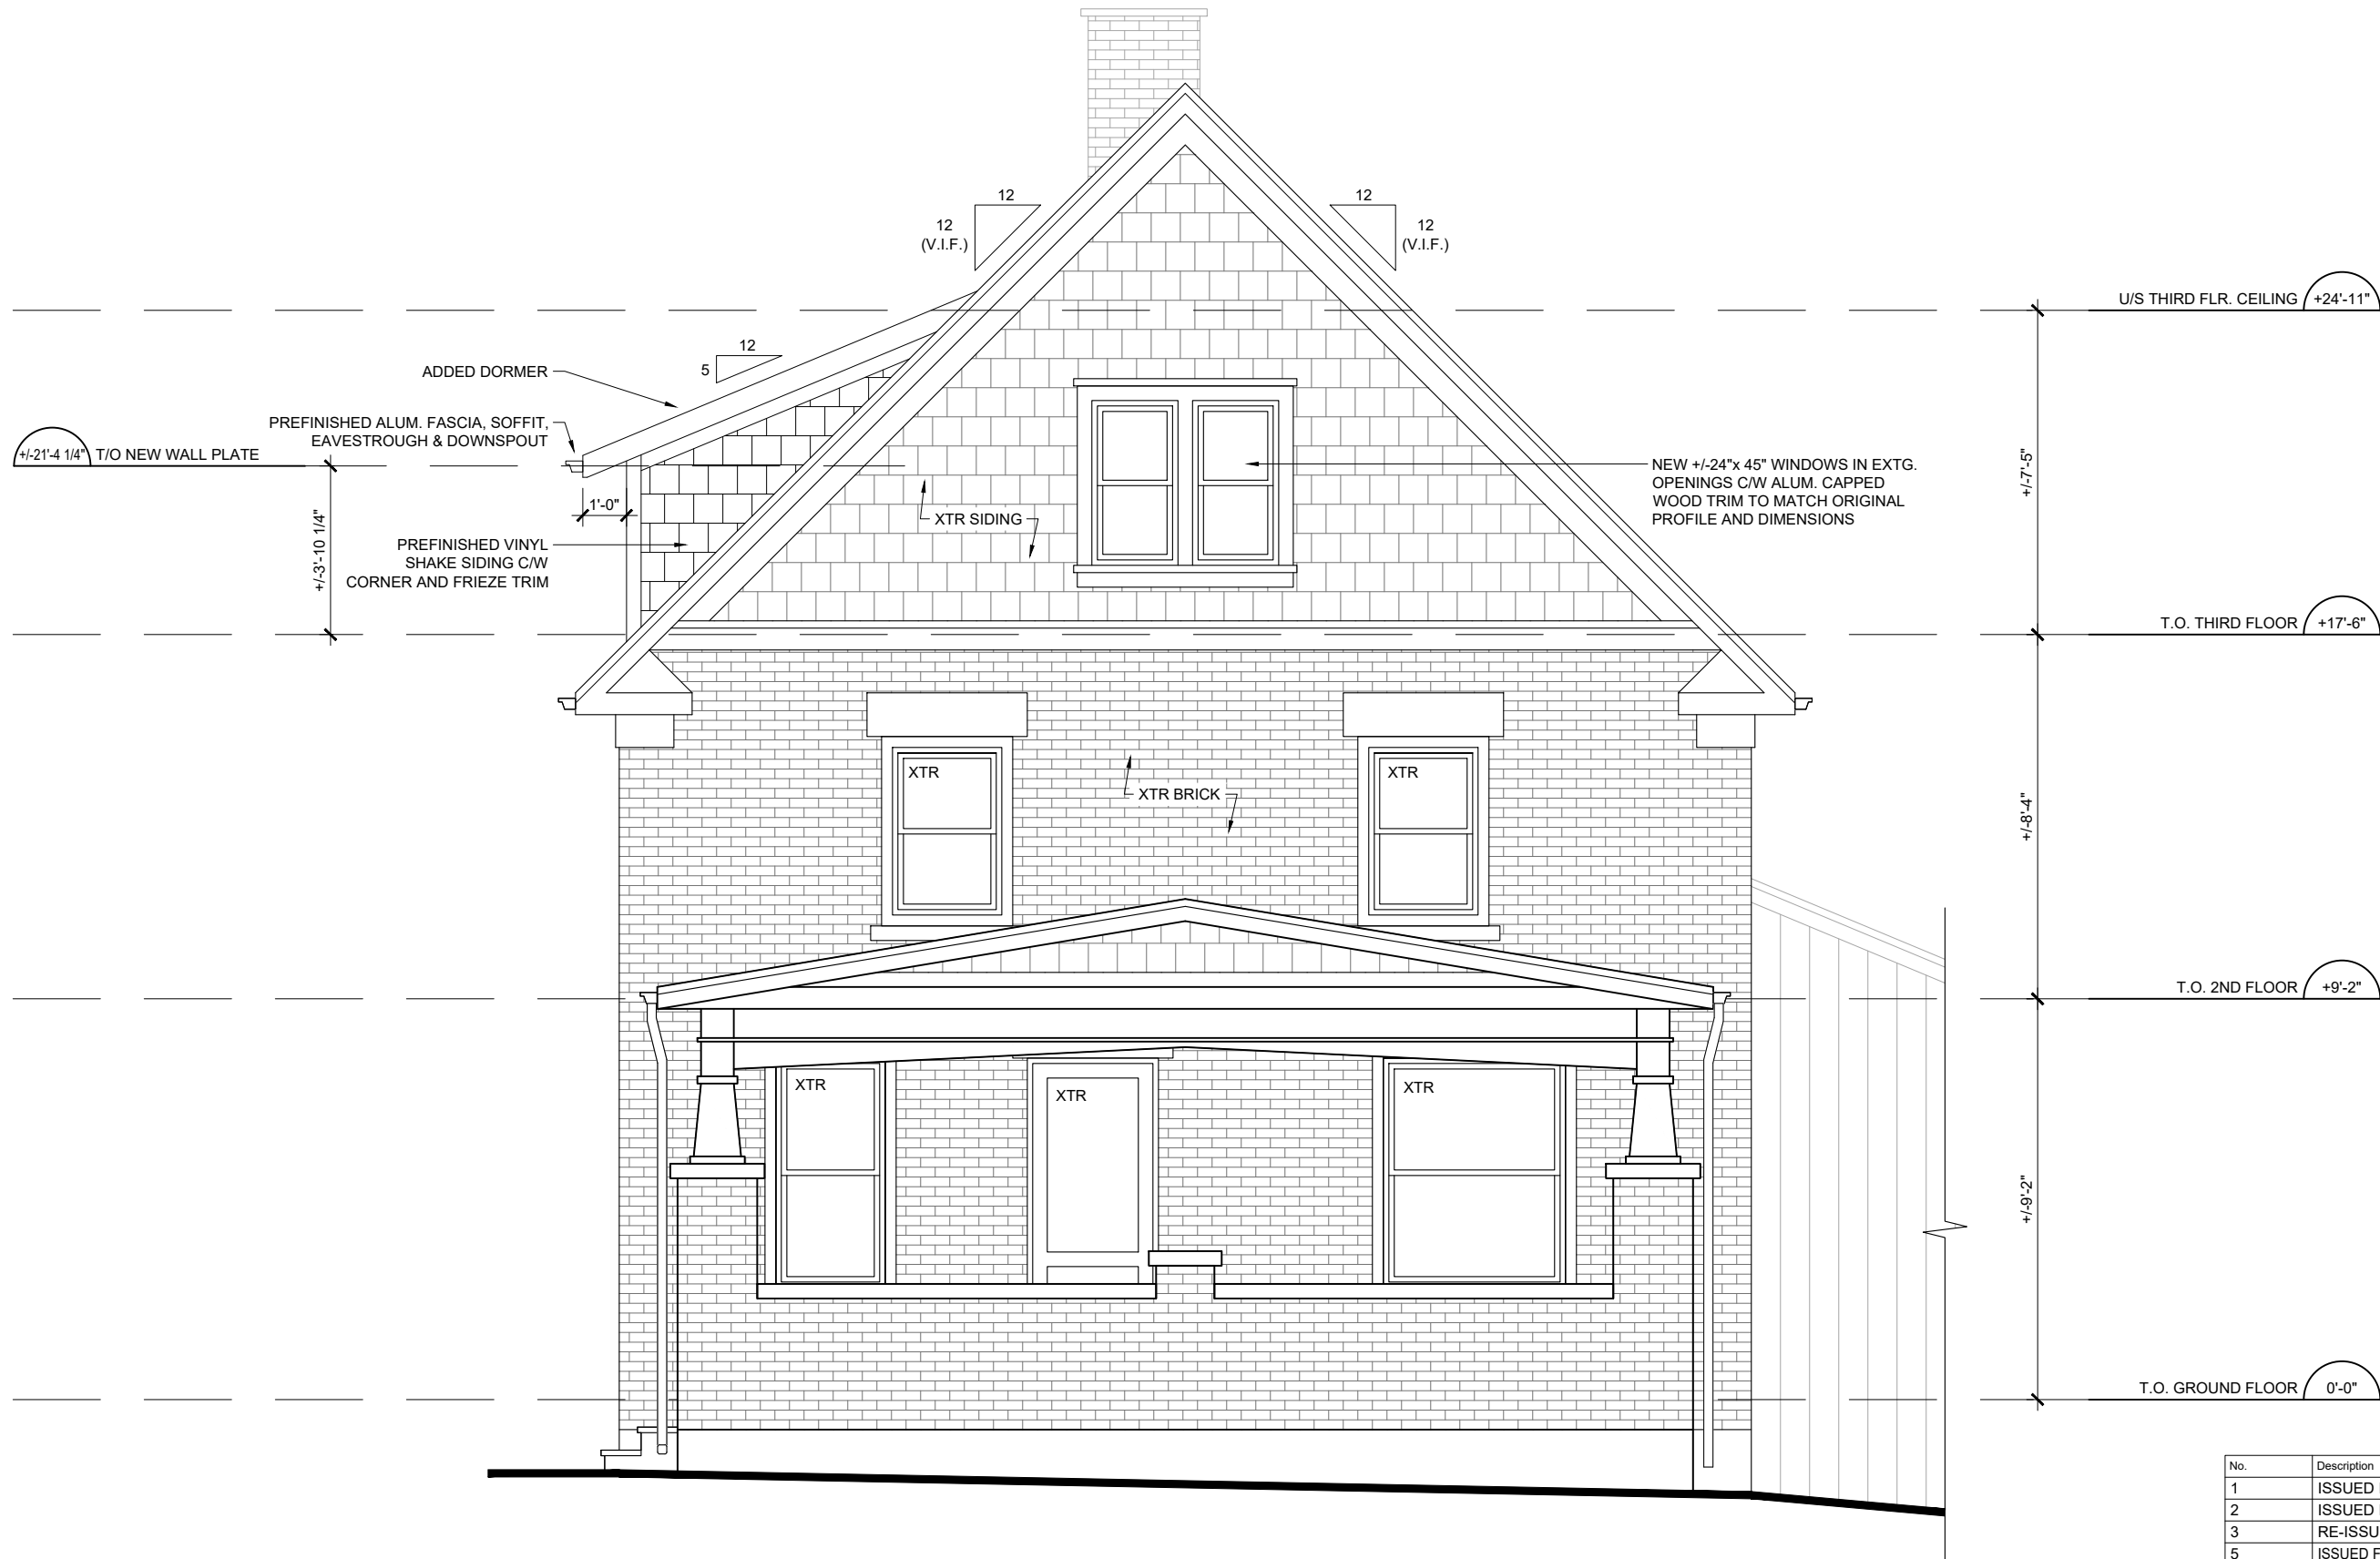 12
12
(V.I.F.)
12
12
(V.I.F.)
U/S THIRD FLR. CEILING
+24'-11"
12
5
ADDED DORMER
PREFINISHED ALUM. FASCIA, SOFFIT,
EAVESTROUGH & DOWNSPOUT
+/-21'-4 1/4"
T/O NEW WALL PLATE
1'-0"
+/-3'-10 1/4"
PREFINISHED VINYL
SHAKE SIDING C/W
CORNER AND FRIEZE TRIM
XTR SIDING
NEW +/-24"x 45" WINDOWS IN EXTG.
OPENINGS C/W ALUM. CAPPED
WOOD TRIM TO MATCH ORIGINAL
PROFILE AND DIMENSIONS
+/-7'-5"
T.O. THIRD FLOOR
+17'-6"
XTR
XTR
XTR BRICK
+/-8'-4"
T.O. 2ND FLOOR
+9'-2"
XTR
XTR
XTR
+/-9'-2"
T.O. GROUND FLOOR
0'-0"
No. Description
1 ISSUED
2 ISSUED
3 RE-ISSU
5 ISSUED F